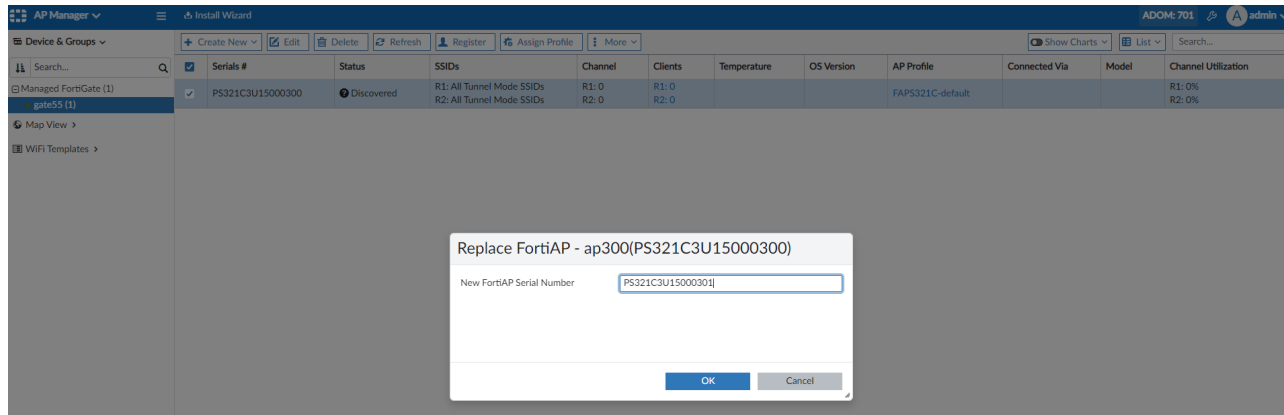 AP Manager
Install Wizard
ADOM: 701
A admin
Device & Groups
+ Create New
Edit
Delete
Refresh
Register
Assign Profile
More
Show Charts
List
Search...
Search...
Serials #
Status
SSIDs
Channel
Clients
Temperature
OS Version
AP Profile
Connected Via
Model
Channel Utilization
Managed FortiGate (1)
gate55 (1)
Map View >
WiFi Templates >
PS321C3U15000300
Discovered
R1: All Tunnel Mode SSIDs
R2: All Tunnel Mode SSIDs
R1: 0
R2: 0
R1: 0
R2: 0
FAPS321C-default
R1: 0%
R2: 0%
Replace FortiAP - ap300(PS321C3U15000300)
New FortiAP Serial Number
PS321C3U15000301
OK
Cancel